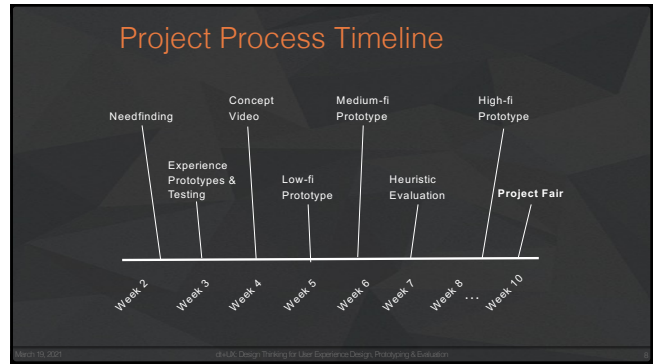 Project Process Timeline
Needfinding
Concept
Video
Medium-fi
Prototype
High-fi
Prototype
Experience
Prototypes &
Testing
Low-fi
Prototype
Heuristic
Evaluation
Project Fair
Week 2
Week 3
Week 4
Week 5
Week 6
Week 7
Week 8
...
Week 10
March 19, 2021
dt+UX: Design Thinking for User Experience Design, Prototyping & Evaluation